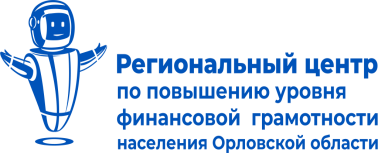 Региональный центр
по повышению уровня
финансовой грамотности
населения Орловской области